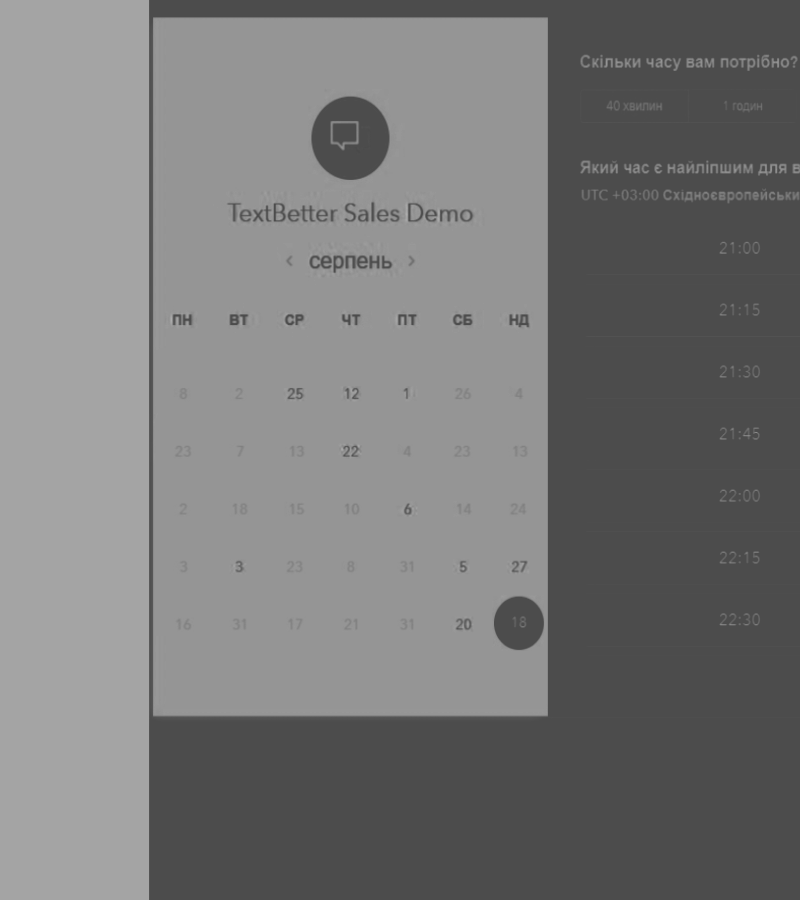 TextBetter Sales Demo
‹ серпень ›
ПН ВТ СР ЧТ ПТ СБ НД
8 2 25 12 1 26 4
23 7 13 22 4 23 13
2 18 15 10 6 14 24
3 3 23 8 31 5 27
16 31 17 21 31 20 18
Скільки часу вам потрібно?
40 хвилин 1 годин
Який час є найліпшим для в
UTC +03:00 Східноєвропейськи
21:00
21:15
21:30
21:45
22:00
22:15
22:30